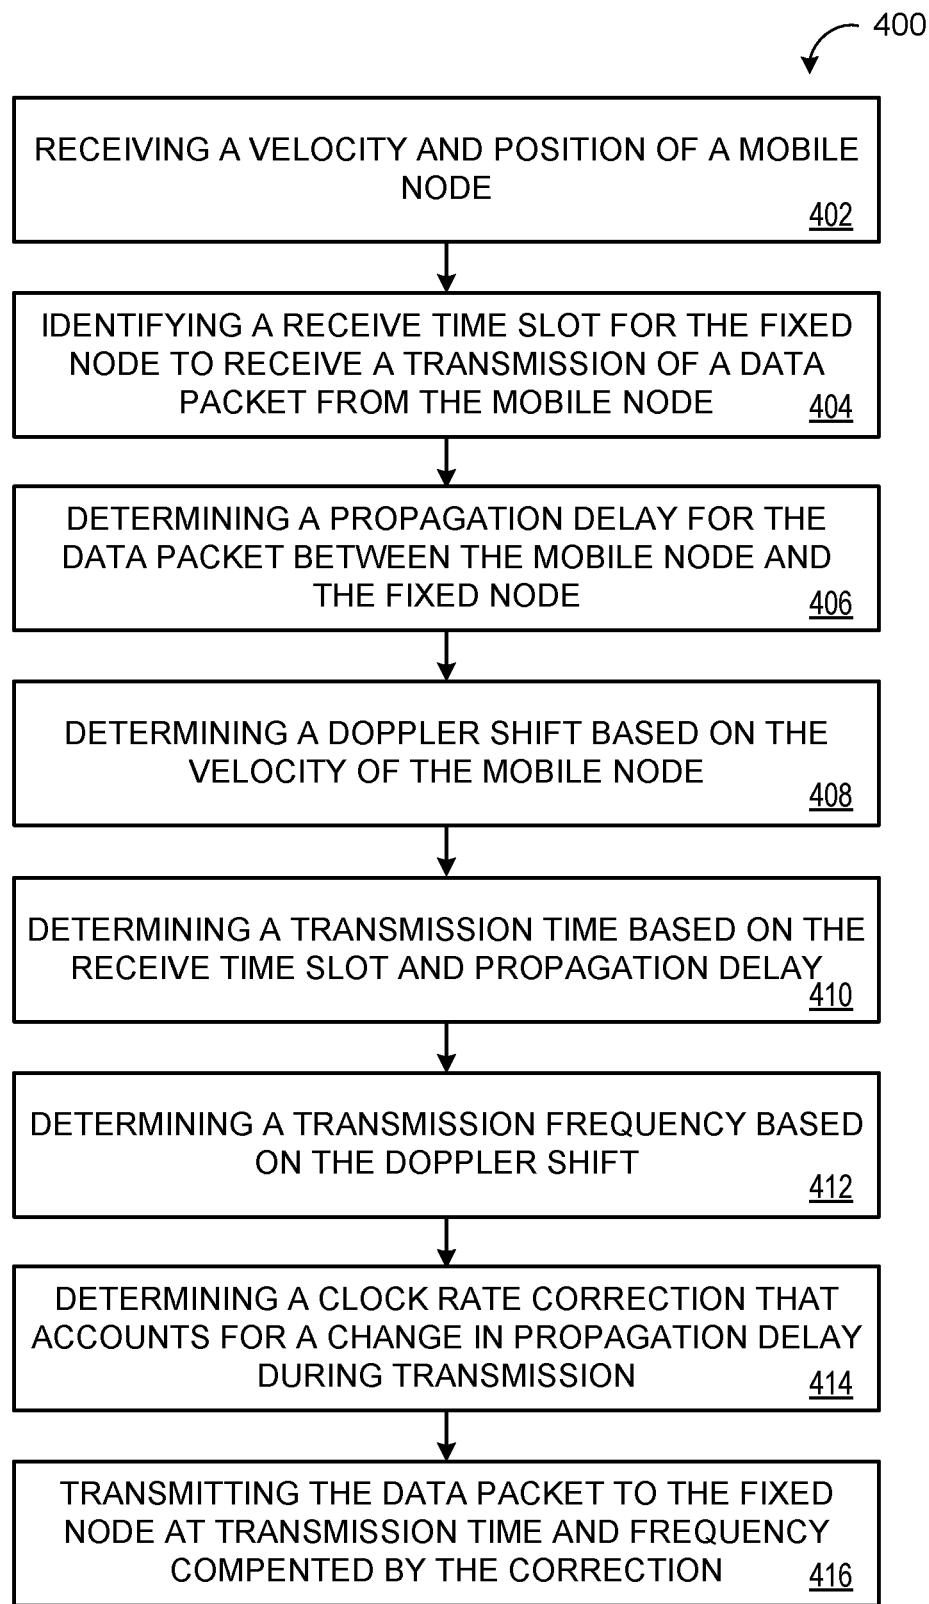 400
RECEIVING A VELOCITY AND POSITION OF A MOBILE
NODE
402
IDENTIFYING A RECEIVE TIME SLOT FOR THE FIXED
NODE TO RECEIVE A TRANSMISSION OF A DATA
PACKET FROM THE MOBILE NODE
404
DETERMINING A PROPAGATION DELAY FOR THE
DATA PACKET BETWEEN THE MOBILE NODE AND
THE FIXED NODE
406
DETERMINING A DOPPLER SHIFT BASED ON THE
VELOCITY OF THE MOBILE NODE
408
DETERMINING A TRANSMISSION TIME BASED ON THE
RECEIVE TIME SLOT AND PROPAGATION DELAY
410
DETERMINING A TRANSMISSION FREQUENCY BASED
ON THE DOPPLER SHIFT
412
DETERMINING A CLOCK RATE CORRECTION THAT
ACCOUNTS FOR A CHANGE IN PROPAGATION DELAY
DURING TRANSMISSION
414
TRANSMITTING THE DATA PACKET TO THE FIXED
NODE AT TRANSMISSION TIME AND FREQUENCY
COMPENTED BY THE CORRECTION
416